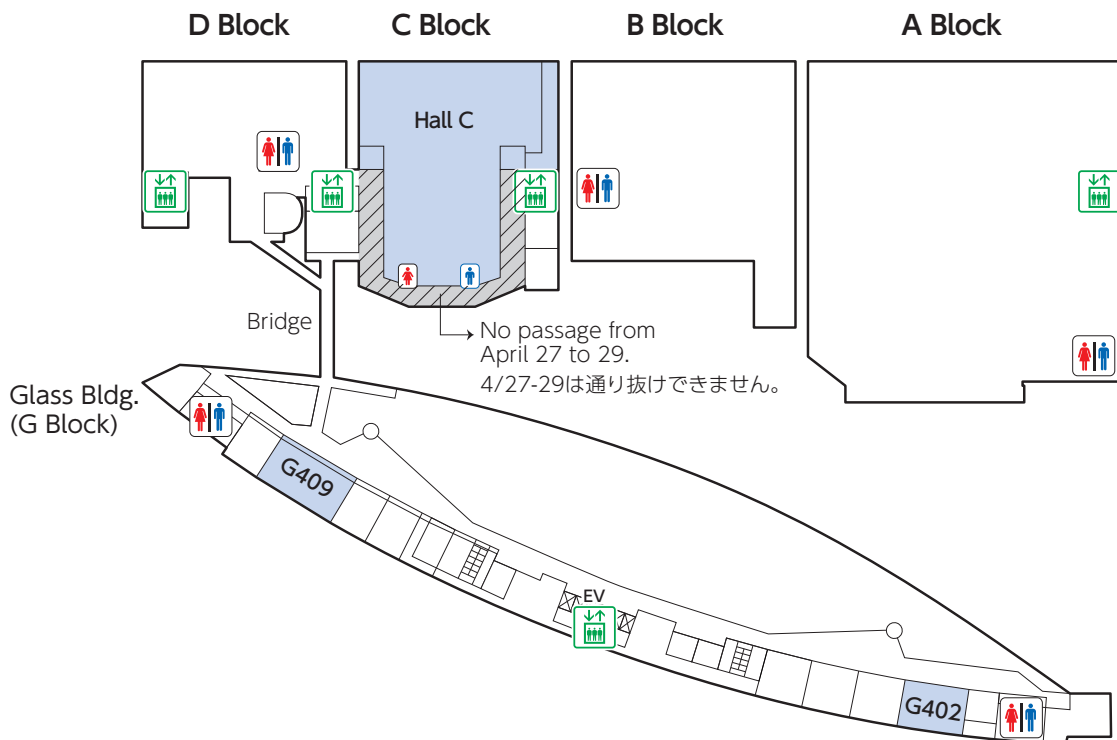 D Block
C Block
B Block
A Block
Hall C
Bridge
No passage from
April 27 to 29.
4/27-29は通り抜けできません。
Glass Bldg.
(G Block)
G409
EV
G402